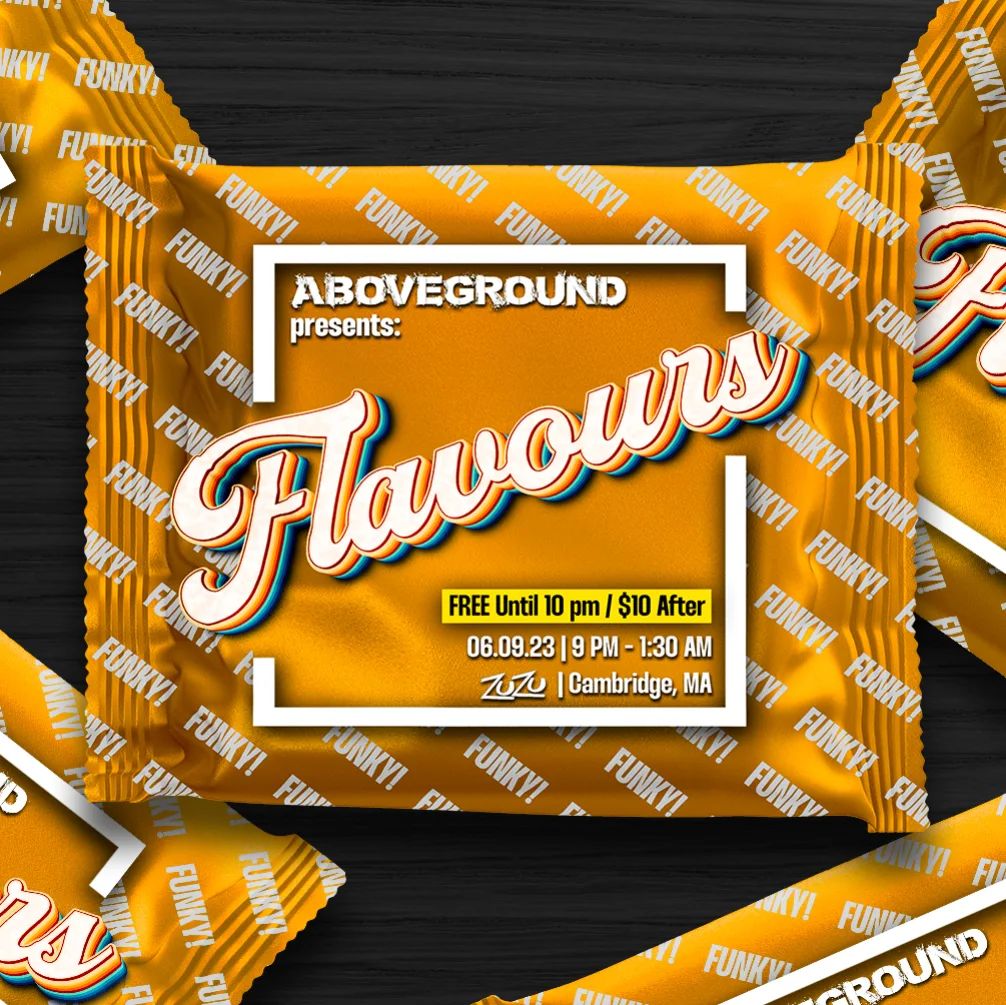 ABOVEGROUND
presents:
Flavours
FREE Until 10 pm / $10 After
06.09.23 | 9 PM - 1:30 AM
ZUZU | Cambridge, MA
FUNKY!
rs
ABOVEGROUND